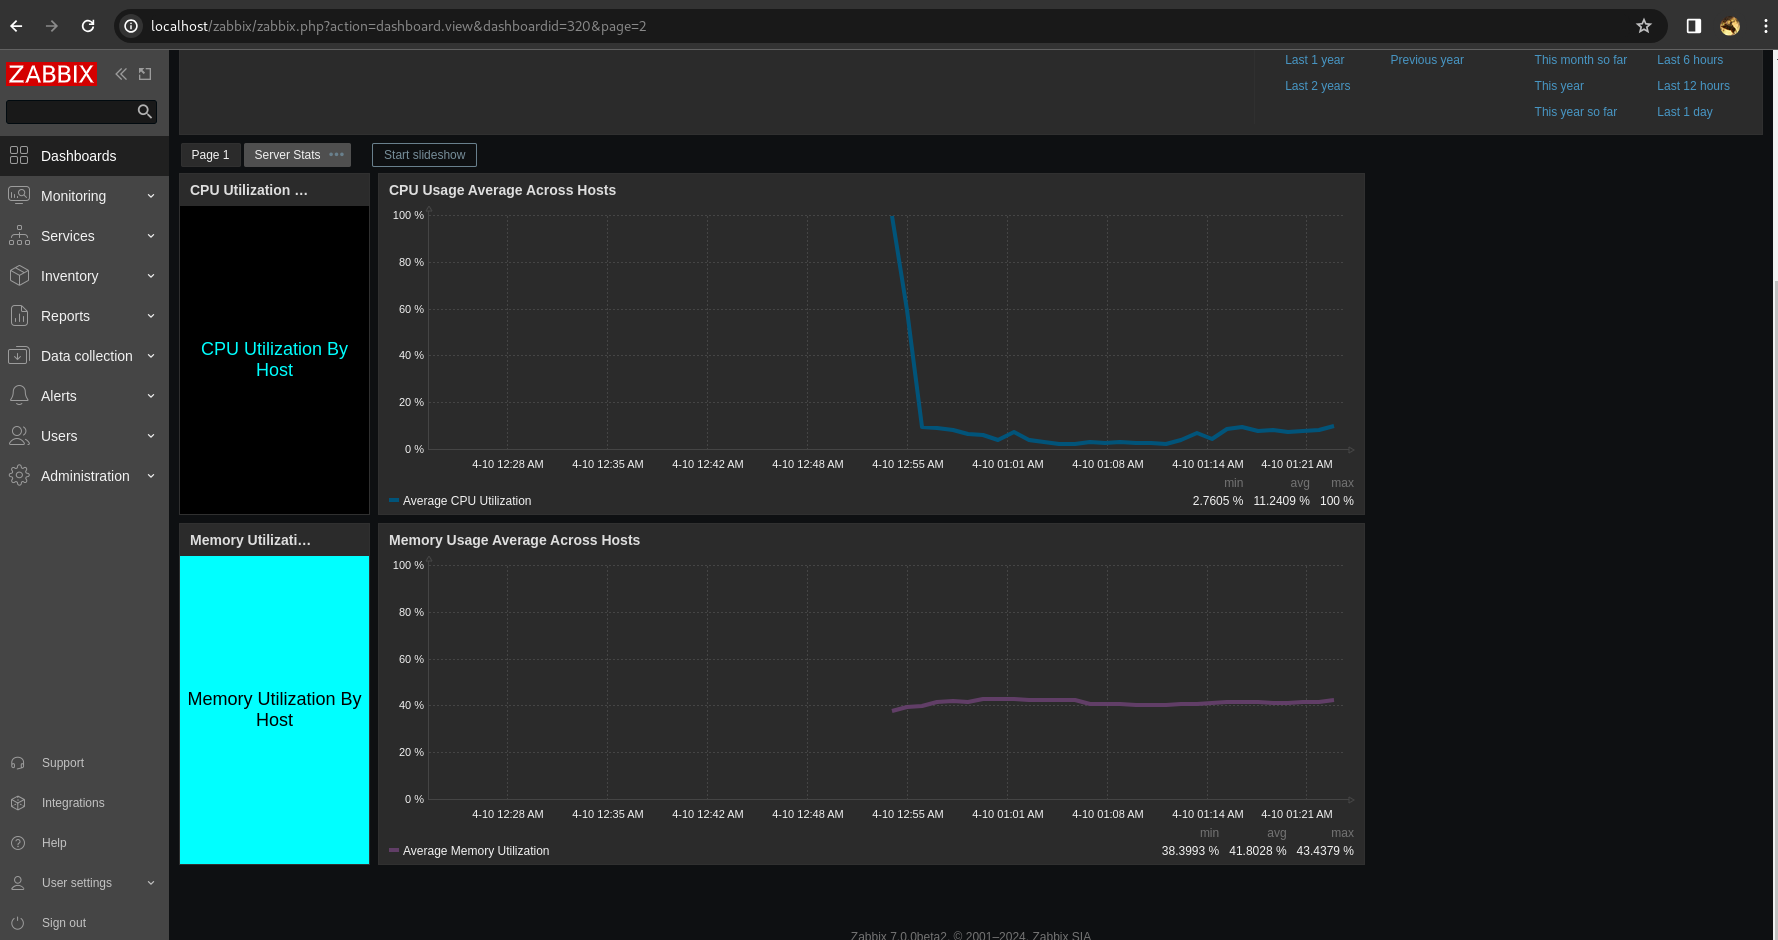 localhost/zabbix/zabbix.php?action=dashboard.view&dashboardid=320&page=2
ZABBIX
Dashboards
Monitoring
Services
Inventory
Reports
Data collection
Alerts
Users
Administration
Support
Integrations
Help
User settings
Sign out
Last 1 year Previous year This month so far Last 6 hours
Last 2 years This year Last 12 hours
This year so far Last 1 day
Page 1 Server Stats ••• Start slideshow
CPU Utilization …
CPU Utilization By
Host
CPU Usage Average Across Hosts
100 %
80 %
60 %
40 %
20 %
0 %
4-10 12:28 AM 4-10 12:35 AM 4-10 12:42 AM 4-10 12:48 AM 4-10 12:55 AM 4-10 01:01 AM 4-10 01:08 AM 4-10 01:14 AM 4-10 01:21 AM
min avg max
Average CPU Utilization 2.7605 % 11.2409 % 100 %
Memory Utilizati…
Memory Utilization By
Host
Memory Usage Average Across Hosts
100 %
80 %
60 %
40 %
20 %
0 %
4-10 12:28 AM 4-10 12:35 AM 4-10 12:42 AM 4-10 12:48 AM 4-10 12:55 AM 4-10 01:01 AM 4-10 01:08 AM 4-10 01:14 AM 4-10 01:21 AM
min avg max
Average Memory Utilization 38.3993 % 41.8028 % 43.4379 %
Zabbix 7.0.0beta2. © 2001–2024, Zabbix SIA